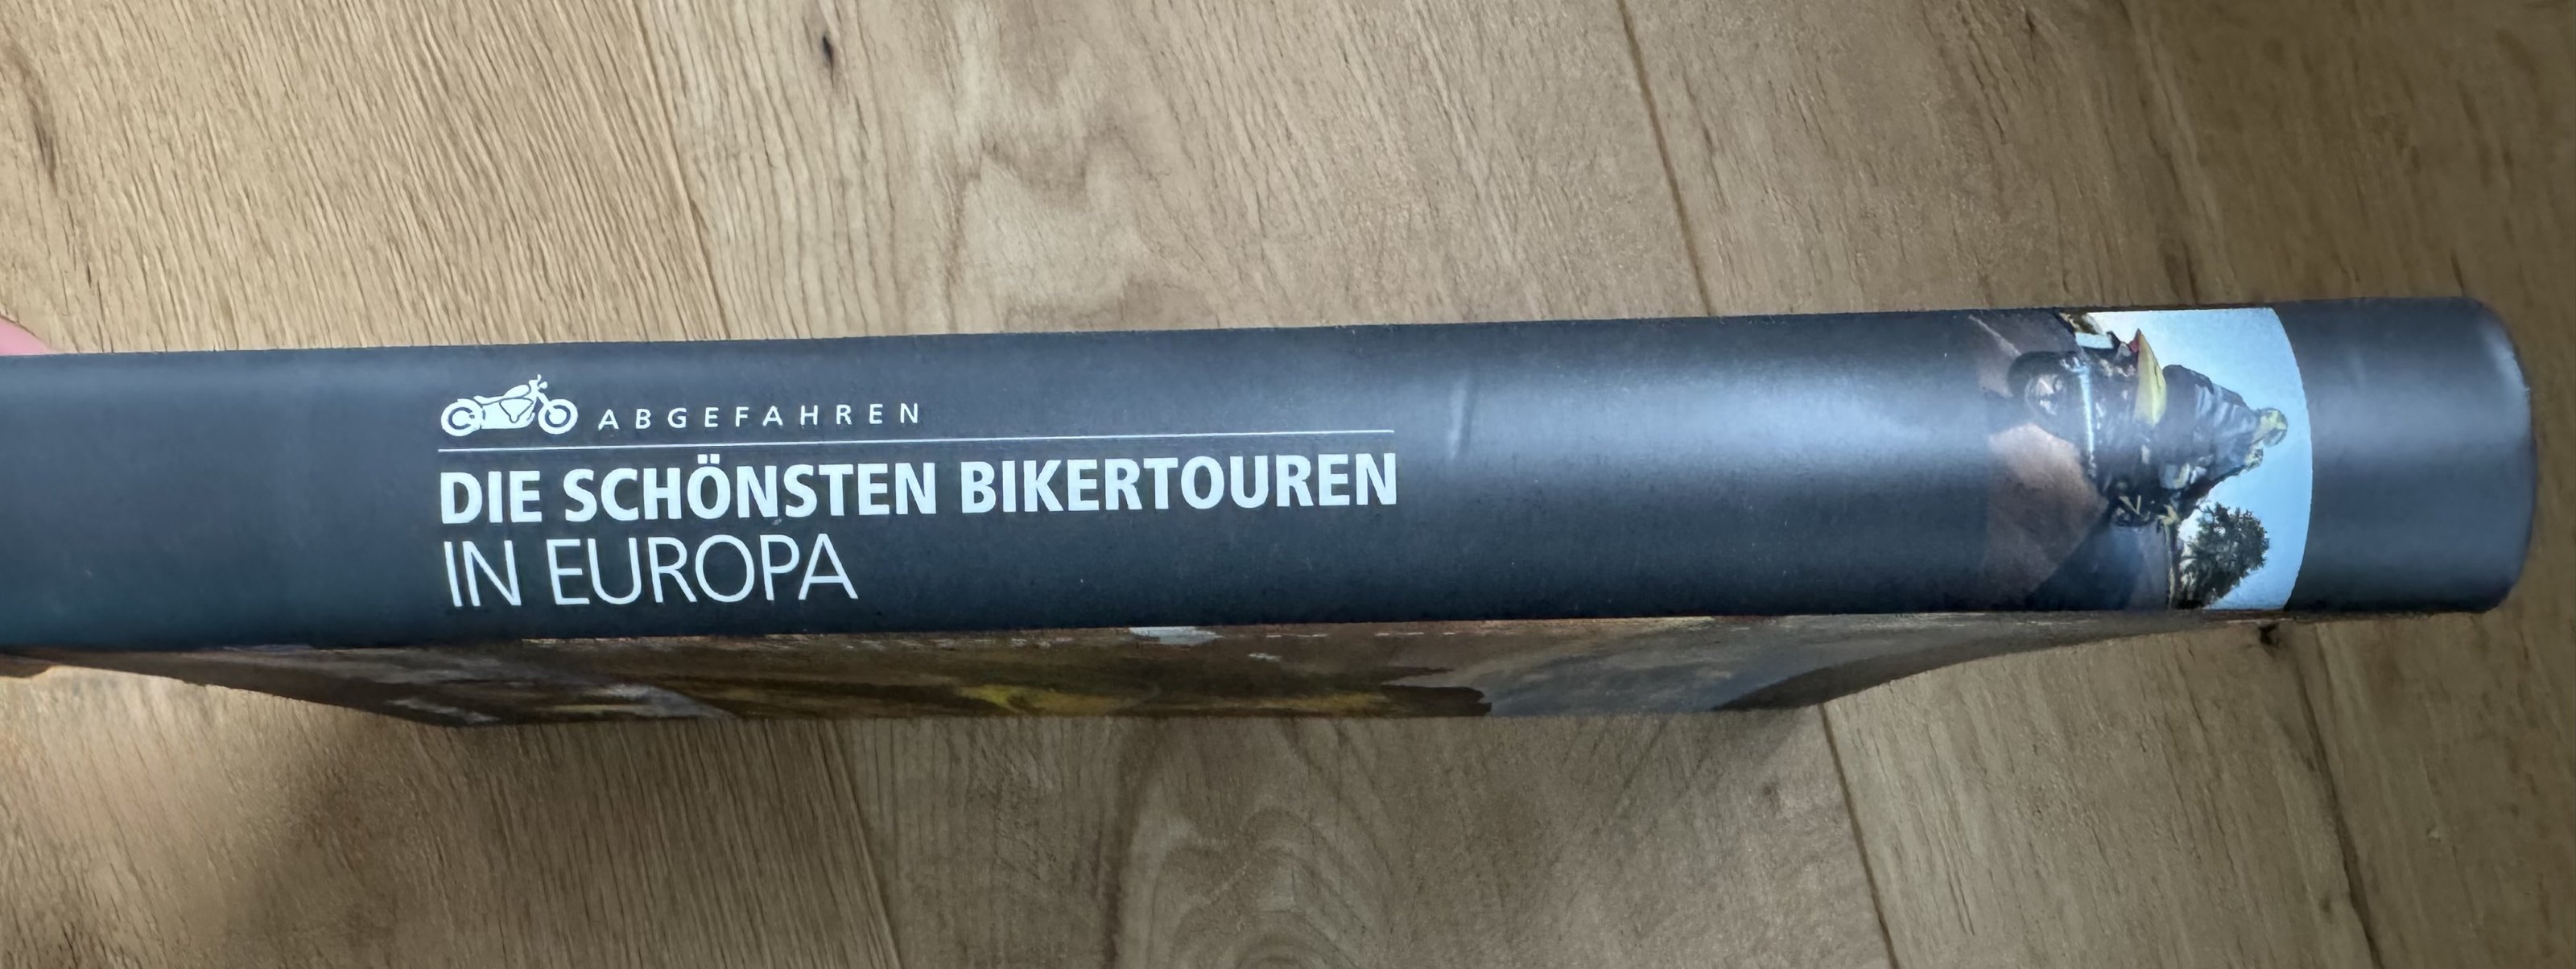 ABGEFAHREN
DIE SCHÖNSTEN BIKERTOUREN
IN EUROPA